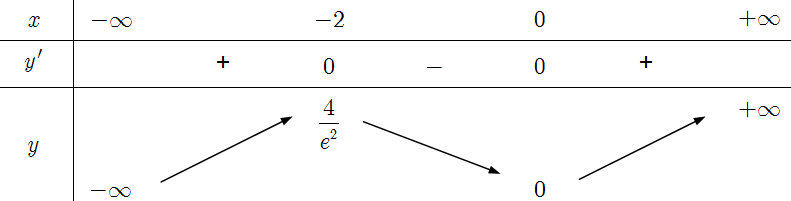 x −∞ −2 0 +∞
y′ + 0 − 0 + 
y −∞ 4/e² 0 +∞